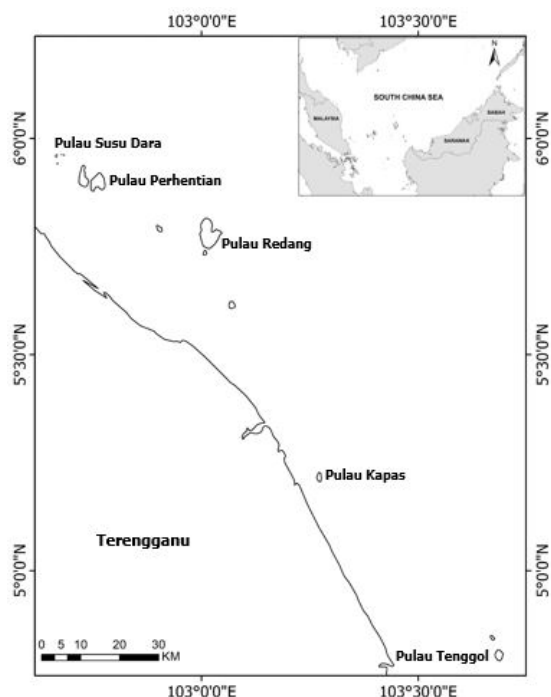 103°0'0"E
103°30'0"E
N
SOUTH CHINA SEA
MALAYSIA
SABAH
SARAWAK
6°0'0"N
6°0'0"N
Pulau Susu Dara
Pulau Perhentian
Pulau Redang
5°30'0"N
5°30'0"N
Pulau Kapas
Terengganu
5°0'0"N
5°0'0"N
Pulau Tenggol
0 5 10 20 30
KM
103°0'0"E
103°30'0"E